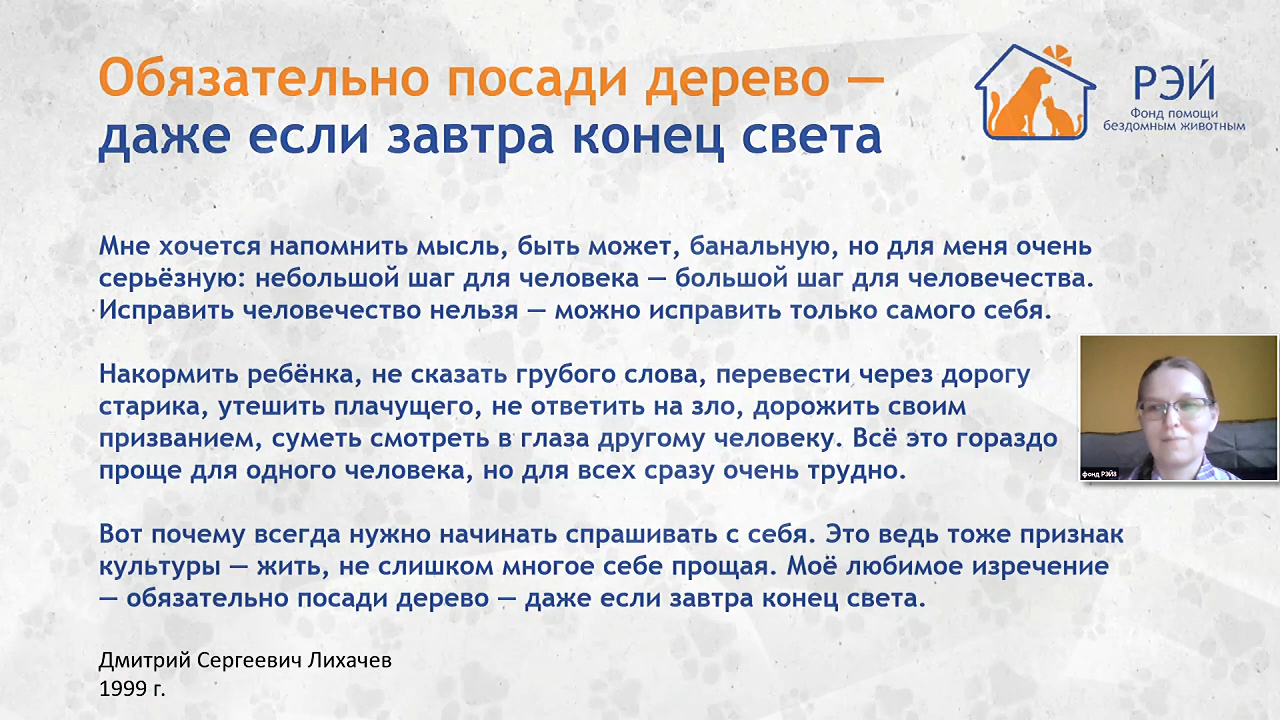 Обязательно посади дерево —
даже если завтра конец света
РЭЙ
Фонд помощи
бездомным животным
Мне хочется напомнить мысль, быть может, банальную, но для меня очень
серьёзную: небольшой шаг для человека — большой шаг для человечества.
Исправить человечество нельзя — можно исправить только самого себя.
Накормить ребёнка, не сказать грубого слова, перевести через дорогу
старика, утешить плачущего, не ответить на зло, дорожить своим
призванием, суметь смотреть в глаза другому человеку. Всё это гораздо
проще для одного человека, но для всех сразу очень трудно.
фонд РЭЙ3
Вот почему всегда нужно начинать спрашивать с себя. Это ведь тоже признак
культуры — жить, не слишком многое себе прощая. Моё любимое изречение
— обязательно посади дерево — даже если завтра конец света.
Дмитрий Сергеевич Лихачев
1999 г.